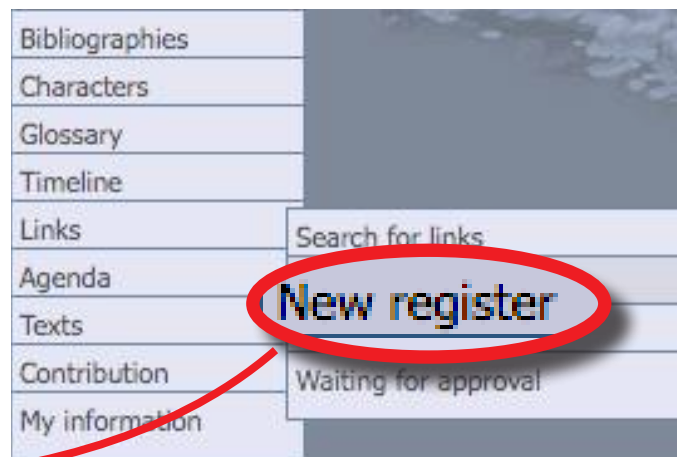 Bibliographies
Characters
Glossary
Timeline
Links
Agenda
Texts
Contribution
My information
Search for links
New register
Waiting for approval